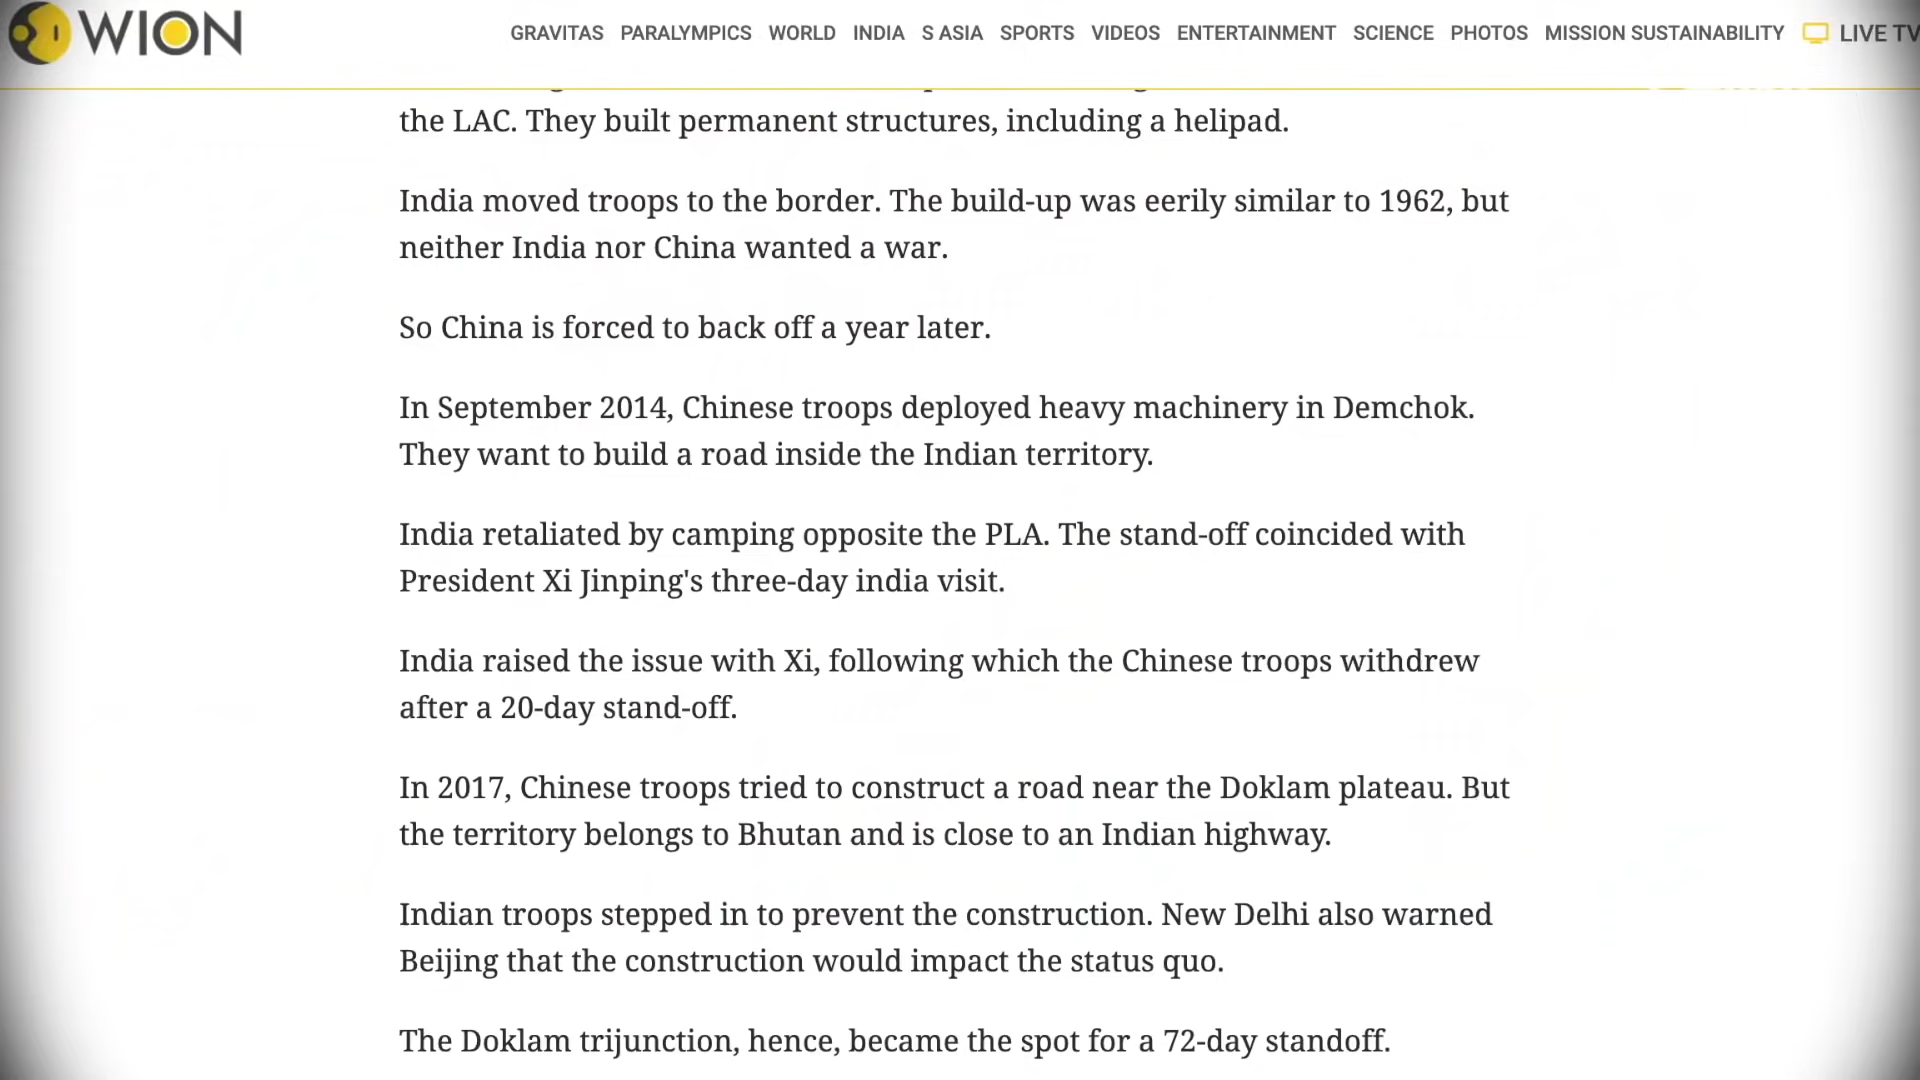 WION
GRAVITAS PARALYMPICS WORLD INDIA S ASIA SPORTS VIDEOS ENTERTAINMENT SCIENCE PHOTOS MISSION SUSTAINABILITY LIVE TV
the LAC. They built permanent structures, including a helipad.
India moved troops to the border. The build-up was eerily similar to 1962, but
neither India nor China wanted a war.
So China is forced to back off a year later.
In September 2014, Chinese troops deployed heavy machinery in Demchok.
They want to build a road inside the Indian territory.
India retaliated by camping opposite the PLA. The stand-off coincided with
President Xi Jinping's three-day india visit.
India raised the issue with Xi, following which the Chinese troops withdrew
after a 20-day stand-off.
In 2017, Chinese troops tried to construct a road near the Doklam plateau. But
the territory belongs to Bhutan and is close to an Indian highway.
Indian troops stepped in to prevent the construction. New Delhi also warned
Beijing that the construction would impact the status quo.
The Doklam trijunction, hence, became the spot for a 72-day standoff.